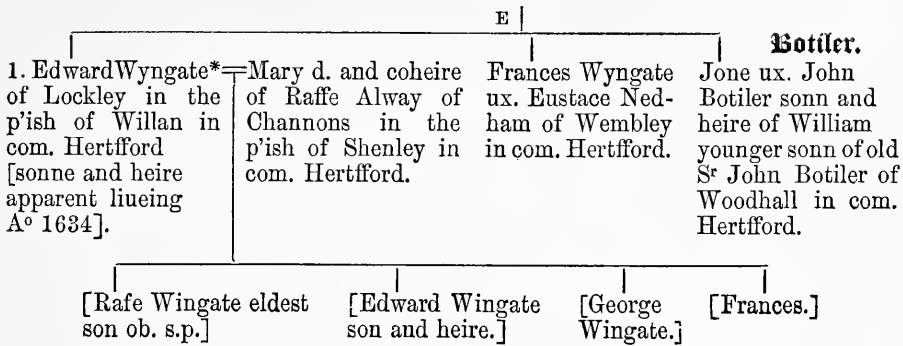 E
Botiler.
1. Edward Wyngate*
of Lockley in the
p'ish of Willan in
com. Hertfford
[sonne and heire
apparent liueing
Aº 1634].
Mary d. and coheire
of Raffe Alway of
Channons in the
p'ish of Shenley in
com. Hertfford.
Frances Wyngate
ux. Eustace Ned-
ham of Wembley
in com. Hertfford.
Jone ux. John
Botiler sonn and
heire of William
younger sonn of old
Sʳ John Botiler of
Woodhall in com.
Hertfford.
[Rafe Wingate eldest
son ob. s.p.]
[Edward Wingate
son and heire.]
[George
Wingate.]
[Frances.]